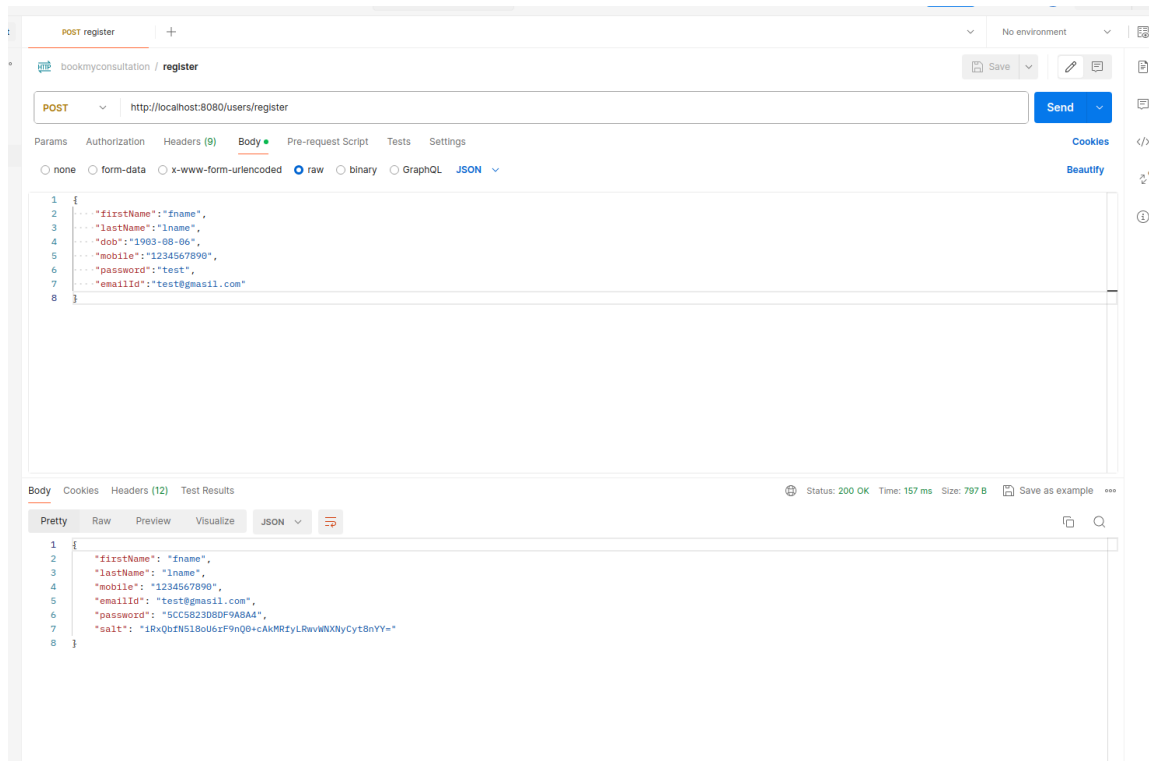 POST register
No environment
HTTP bookmyconsultation / register
Save
POST http://localhost:8080/users/register Send
Params Authorization Headers (9) Body Pre-request Script Tests Settings Cookies
none form-data x-www-form-urlencoded raw binary GraphQL JSON Beautify
1 {
2 "firstName":"fname",
3 "lastName":"lname",
4 "dob":"1903-08-06",
5 "mobile":"1234567890",
6 "password":"test",
7 "emailId":"test@gmasil.com"
8 }
Body Cookies Headers (12) Test Results Status: 200 OK Time: 157 ms Size: 797 B Save as example
Pretty Raw Preview Visualize JSON
1 {
2 "firstName": "fname",
3 "lastName": "lname",
4 "mobile": "1234567890",
5 "emailId": "test@gmasil.com",
6 "password": "5CC5823D8DF9A8A4",
7 "salt": "iRxQbfN5l8oU6rF9nQ0+cAkMRfyLRwvWNXNyCyt8nYY="
8 }